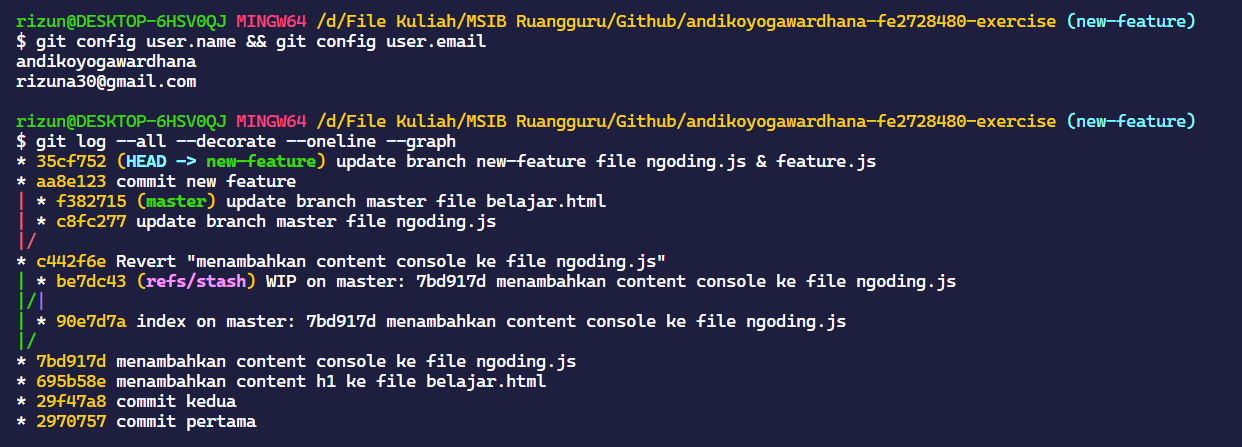 rizun@DESKTOP-6HSV0QJ MINGW64 /d/File Kuliah/MSIB Ruangguru/Github/andikoyogawardhana-fe2728480-exercise (new-feature)
$ git config user.name && git config user.email
andikoyogawardhana
rizuna30@gmail.com
rizun@DESKTOP-6HSV0QJ MINGW64 /d/File Kuliah/MSIB Ruangguru/Github/andikoyogawardhana-fe2728480-exercise (new-feature)
$ git log --all --decorate --oneline --graph
* 35cf752 (HEAD -> new-feature) update branch new-feature file ngoding.js & feature.js
* aa8e123 commit new feature
| * f382715 (master) update branch master file belajar.html
| * c8fc277 update branch master file ngoding.js
|/
* c442f6e Revert "menambahkan content console ke file ngoding.js"
| * be7dc43 (refs/stash) WIP on master: 7bd917d menambahkan content console ke file ngoding.js
|/|
| * 90e7d7a index on master: 7bd917d menambahkan content console ke file ngoding.js
|/
* 7bd917d menambahkan content console ke file ngoding.js
* 695b58e menambahkan content h1 ke file belajar.html
* 29f47a8 commit kedua
* 2970757 commit pertama